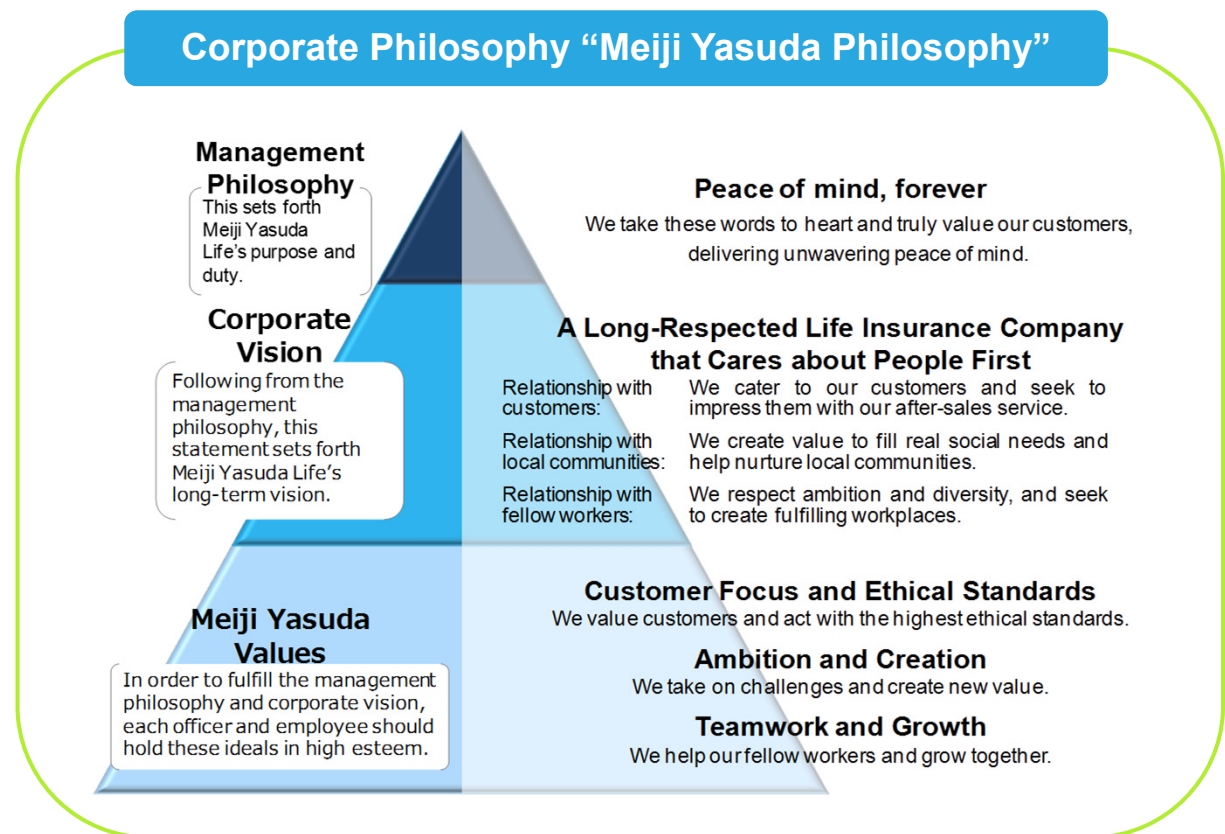 Corporate Philosophy “Meiji Yasuda Philosophy”
Management
Philosophy
This sets forth
Meiji Yasuda
Life's purpose and
duty.
Peace of mind, forever
We take these words to heart and truly value our customers,
delivering unwavering peace of mind.
Corporate
Vision
Following from the
management
philosophy, this
statement sets forth
Meiji Yasuda Life's
long-term vision.
A Long-Respected Life Insurance Company
that Cares about People First
Relationship with
customers:
We cater to our customers and seek to
impress them with our after-sales service.
Relationship with
local communities:
We create value to fill real social needs and
help nurture local communities.
Relationship with
fellow workers:
We respect ambition and diversity, and seek
to create fulfilling workplaces.
Meiji Yasuda
Values
In order to fulfill the management
philosophy and corporate vision,
each officer and employee should
hold these ideals in high esteem.
Customer Focus and Ethical Standards
We value customers and act with the highest ethical standards.
Ambition and Creation
We take on challenges and create new value.
Teamwork and Growth
We help our fellow workers and grow together.